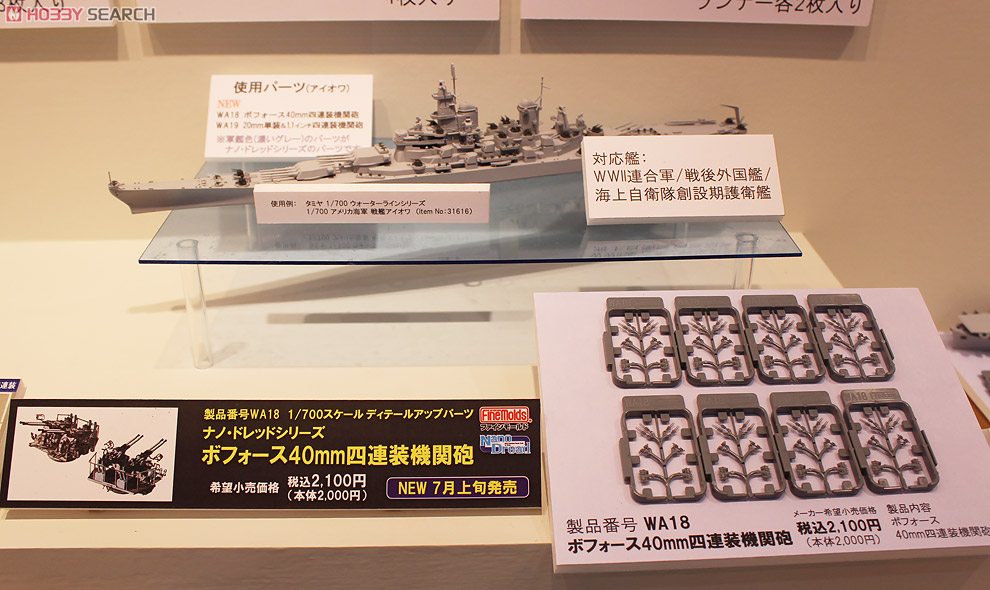 HOBBY SEARCH
ランナー各2枚入り
使用パーツ(アイオワ)
NEW
WA18 ボフォース40mm四連装機関砲
WA19 20mm単装&1.1インチ四連装機関砲
※軍艦色(濃いグレー)のパーツが
ナノ・ドレッドシリーズのパーツです
使用例: タミヤ 1/700 ウォーターラインシリーズ
1/700 アメリカ海軍 戦艦アイオワ (Item No:31616)
対応艦:
WWII連合軍/戦後外国艦/
海上自衛隊創設期護衛艦
連装
製品番号WA18 1/700スケール ディテールアップパーツ
ナノ・ドレッドシリーズ
ボフォース40mm四連装機関砲
希望小売価格 税込2,100円
(本体2,000円)
NEW 7月上旬発売
FineMolds
ファインモールド
Nano Dread
A18
製品番号 WA18
ボフォース40mm四連装機関砲
メーカー希望小売価格
税込2,100円
(本体2,000円)
製品内容
ボフォース
40mm四連装機関砲